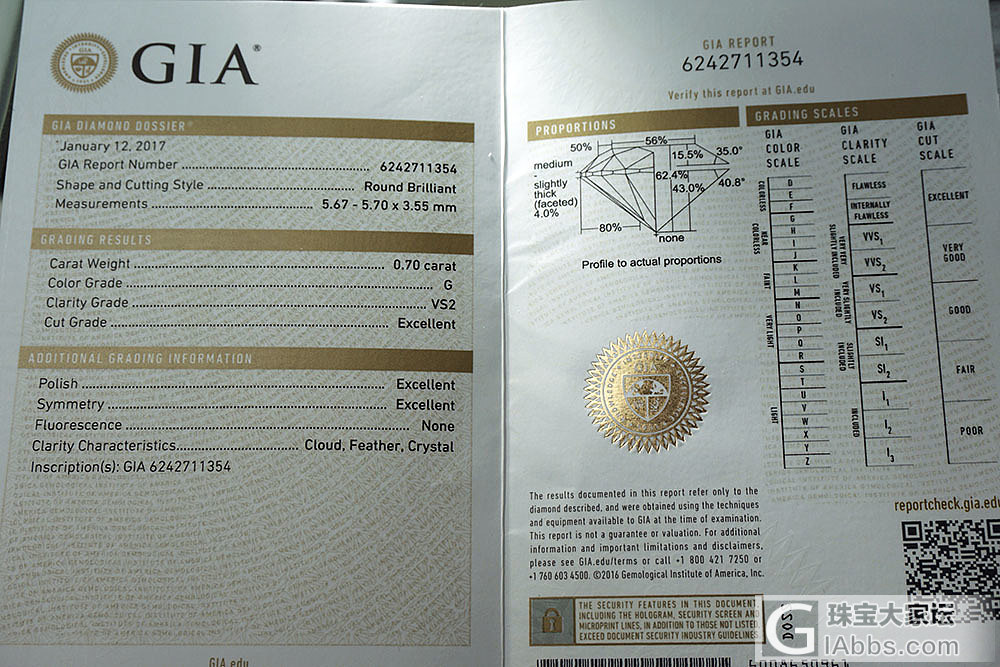 GIA®
GIA DIAMOND DOSSIER®
January 12, 2017
GIA Report Number 6242711354
Shape and Cutting Style Round Brilliant
Measurements 5.67 - 5.70 x 3.55 mm
GRADING RESULTS
Carat Weight 0.70 carat
Color Grade G
Clarity Grade VS2
Cut Grade Excellent
ADDITIONAL GRADING INFORMATION
Polish Excellent
Symmetry Excellent
Fluorescence None
Clarity Characteristics Cloud, Feather, Crystal
Inscription(s): GIA 6242711354
GIA.edu
GIA REPORT
6242711354
Verify this report at GIA.edu
PROPORTIONS
50%
56%
35.0°
15.5%
medium
-
slightly
thick
(faceted)
4.0%
62.4%
43.0%
40.8°
80%
none
Profile to actual proportions
The results documented in this report refer only to the
diamond described, and were obtained using the techniques
and equipment available to GIA at the time of examination.
This report is not a guarantee or valuation. For additional
information and important limitations and disclaimers,
please see GIA.edu/terms or call +1 800 421 7250 or
+1 760 603 4500. ©2016 Gemological Institute of America, Inc.
THE SECURITY FEATURES IN THIS DOCUMENT,
INCLUDING THE HOLOGRAM, SECURITY SCREEN AND
MICROPRINT LINES, IN ADDITION TO THOSE NOT LISTED,
EXCEED DOCUMENT SECURITY INDUSTRY GUIDELINES.
GRADING SCALES
GIA
COLOR
SCALE
COLORLESS
D
E
F
NEAR COLORLESS
G
H
I
J
FAINT
K
L
M
VERY LIGHT
N
O
P
Q
R
LIGHT
S
T
U
V
W
X
Y
Z
GIA
CLARITY
SCALE
FLAWLESS
INTERNALLY
FLAWLESS
VERY VERY
SLIGHTLY INCLUDED
VVS1
VVS2
VERY SLIGHTLY
INCLUDED
VS1
VS2
SLIGHTLY
INCLUDED
SI1
SI2
INCLUDED
I1
I2
I3
GIA
CUT
SCALE
EXCELLENT
VERY
GOOD
GOOD
FAIR
POOR
reportcheck.gia.edu
DOS
珠宝大家坛
GIAbbs.com